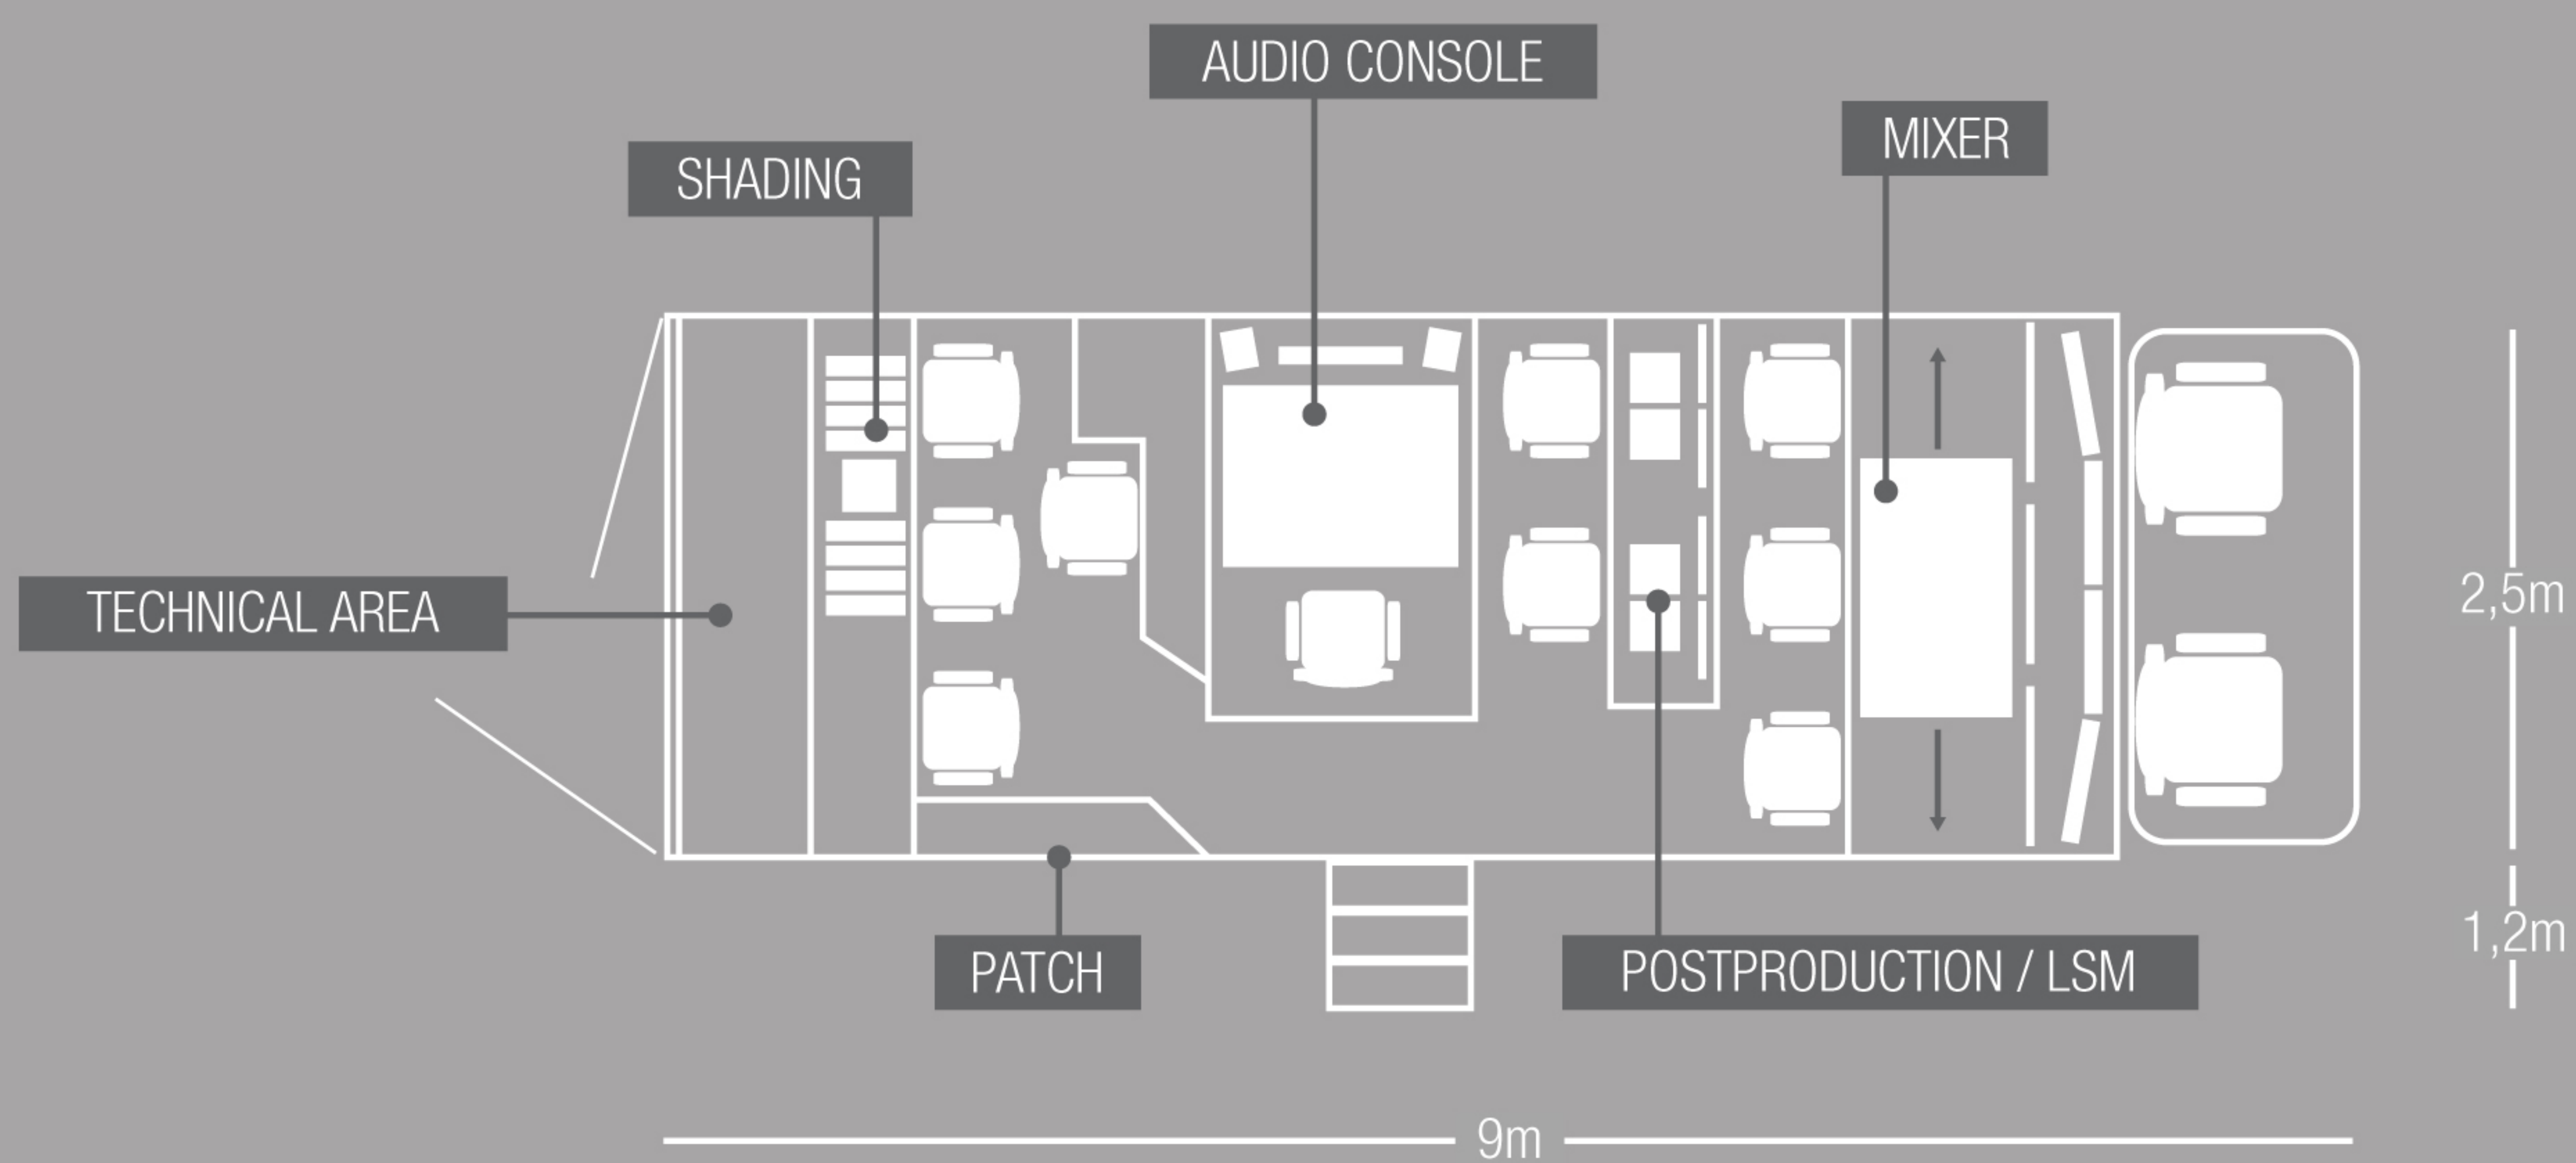 AUDIO CONSOLE
MIXER
SHADING
TECHNICAL AREA
2,5m
PATCH
POSTPRODUCTION / LSM
1,2m
9m